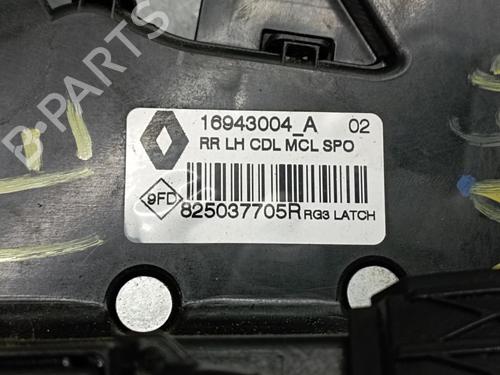 B-PARTS
16943004_A 02
RR LH CDL MCL SPO
9FD 825037705R RG3 LATCH